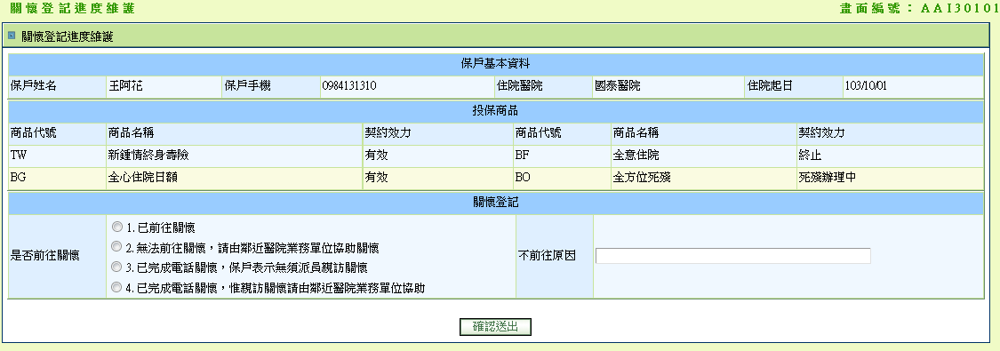 關懷登記進度維護 畫面編號：AAI30101
關懷登記進度維護
保戶基本資料
保戶姓名 王阿花 保戶手機 0984131310 住院醫院 國泰醫院 住院起日 103/10/01
投保商品
商品代號 商品名稱 契約效力 商品代號 商品名稱 契約效力
TW 新鍾情終身壽險 有效 BF 全意住院 終止
BG 全心住院日額 有效 BO 全方位死殘 死殘辦理中
關懷登記
是否前往關懷
1. 已前往關懷
2. 無法前往關懷，請由鄰近醫院業務單位協助關懷
3. 已完成電話關懷，保戶表示無須派員親訪關懷
4. 已完成電話關懷，惟親訪關懷請由鄰近醫院業務單位協助
不前往原因
確認送出